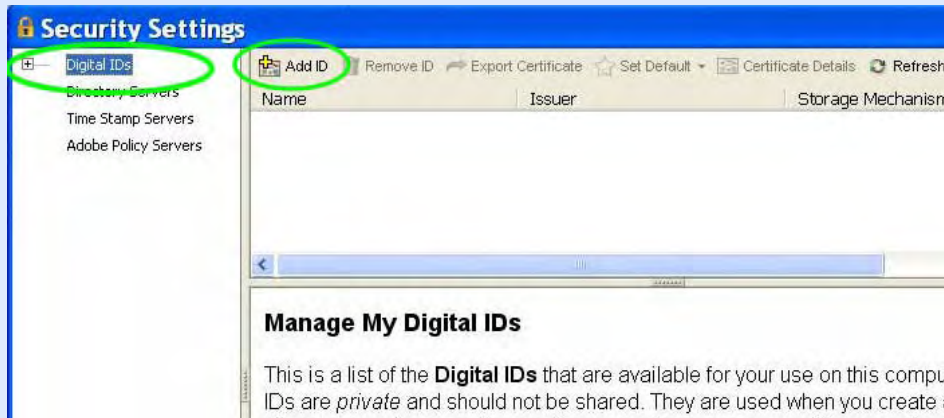 Security Settings
Digital IDs
Directory Servers
Time Stamp Servers
Adobe Policy Servers
Add ID Remove ID Export Certificate Set Default Certificate Details Refresh
Name Issuer Storage Mechanism
Manage My Digital IDs
This is a list of the Digital IDs that are available for your use on this compu
IDs are private and should not be shared. They are used when you create